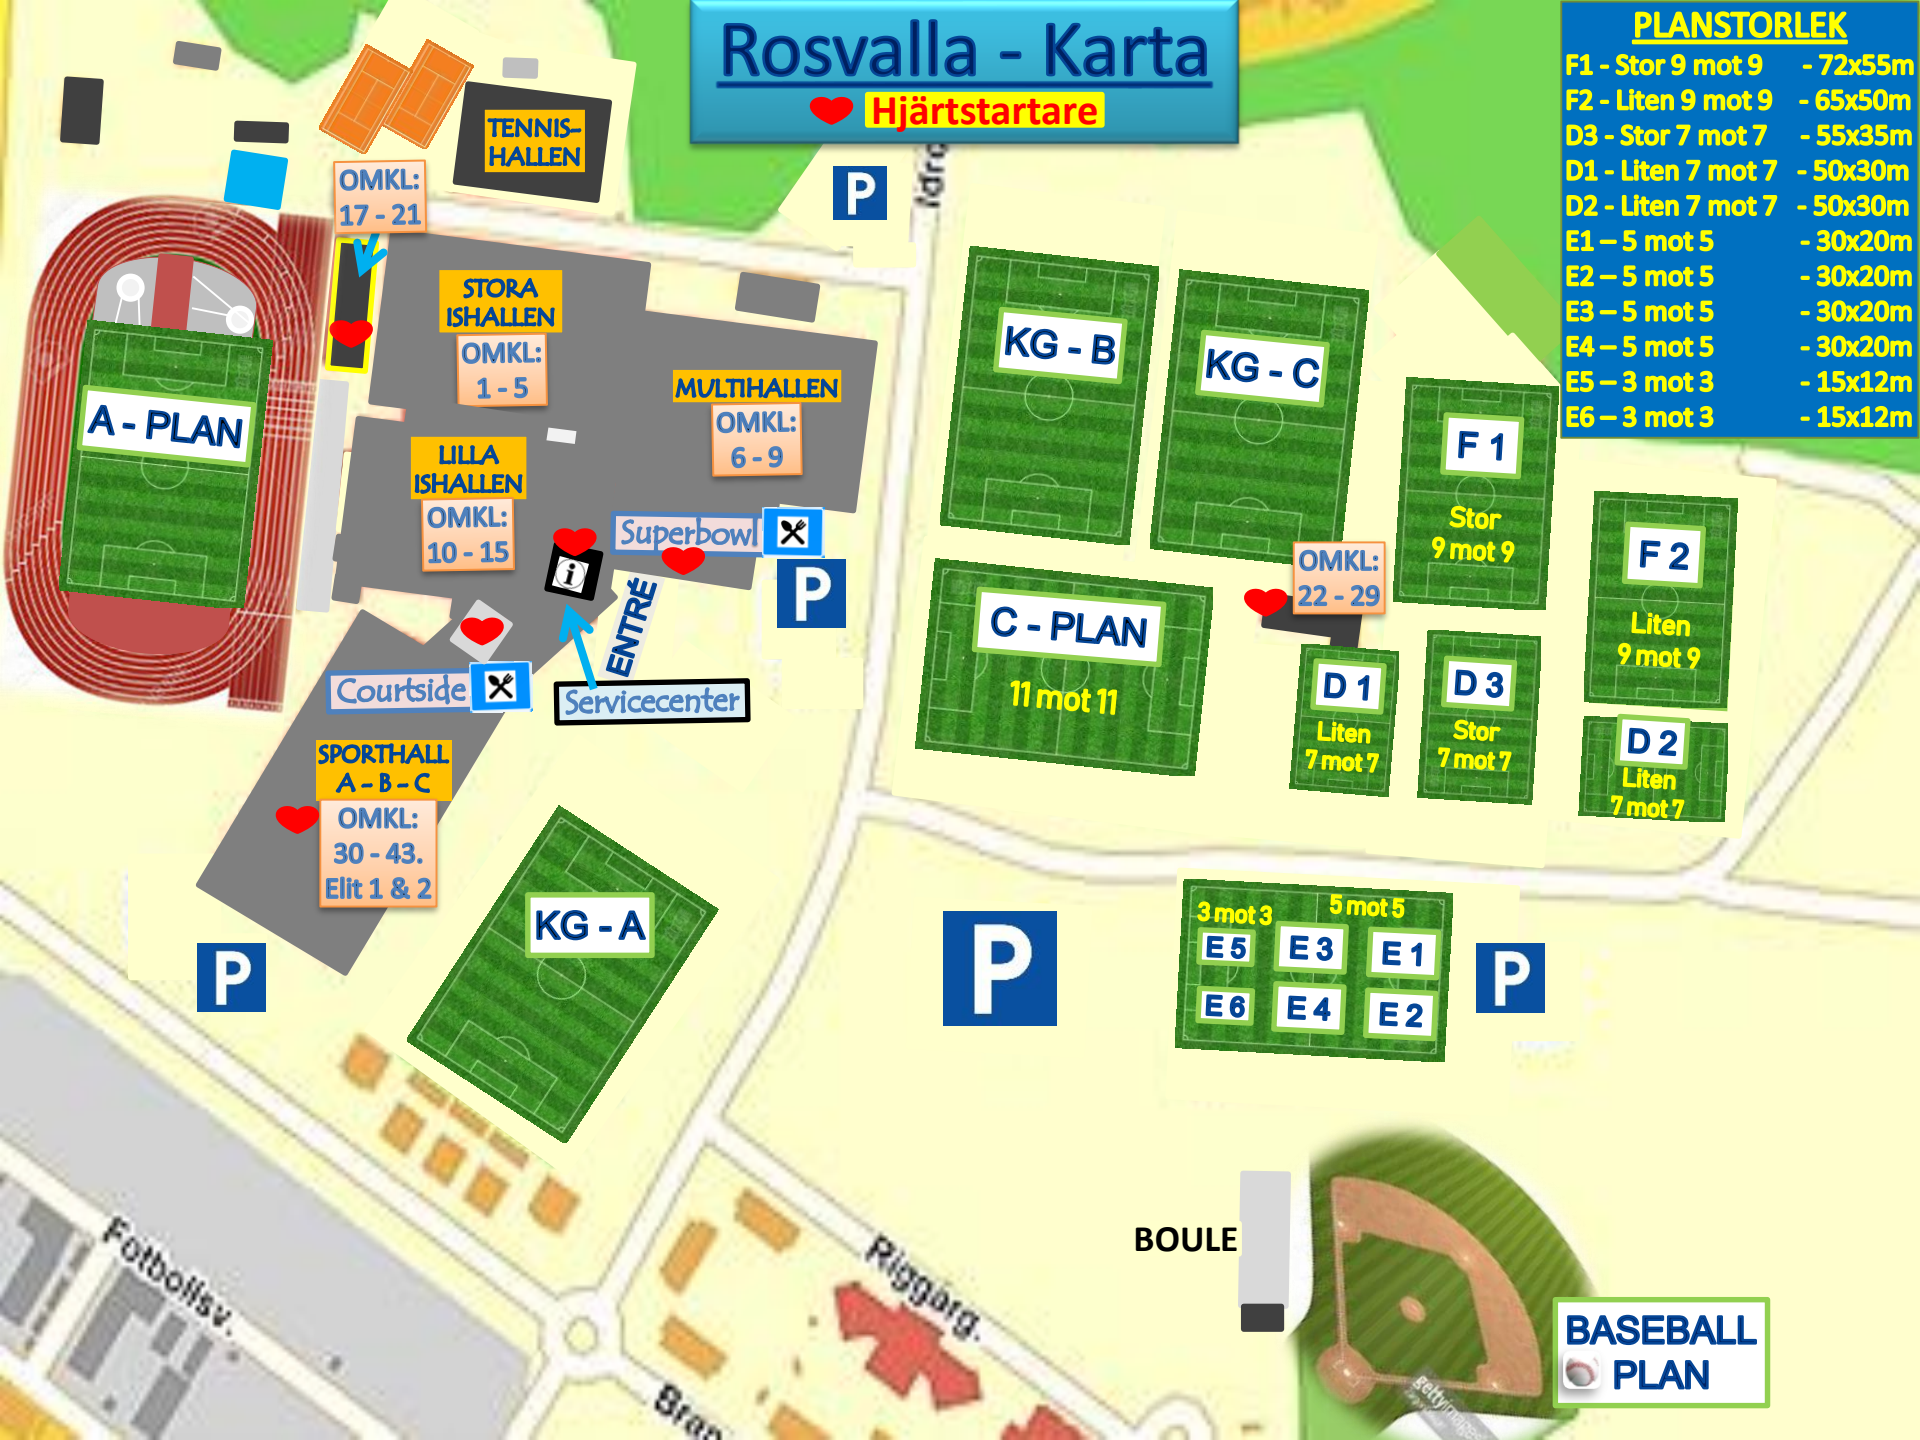 Rosvalla - Karta
Hjärtstartare
PLANSTORLEK
F1 - Stor 9 mot 9 - 72x55m
F2 - Liten 9 mot 9 - 65x50m
D3 - Stor 7 mot 7 - 55x35m
D1 - Liten 7 mot 7 - 50x30m
D2 - Liten 7 mot 7 - 50x30m
E1 – 5 mot 5 - 30x20m
E2 – 5 mot 5 - 30x20m
E3 – 5 mot 5 - 30x20m
E4 – 5 mot 5 - 30x20m
E5 – 3 mot 3 - 15x12m
E6 – 3 mot 3 - 15x12m
TENNIS-
HALLEN
OMKL:
17 - 21
P
Idro
STORA
ISHALLEN
OMKL:
1 - 5
MULTIHALLEN
OMKL:
6 - 9
A - PLAN
LILLA
ISHALLEN
OMKL:
10 - 15
Superbowl
i
P
ENTRÉ
Courtside
Servicecenter
SPORTHALL
A - B - C
OMKL:
30 - 43.
Elit 1 & 2
P
KG - A
KG - B
KG - C
F 1
Stor
9 mot 9
F 2
Liten
9 mot 9
OMKL:
22 - 29
C - PLAN
11 mot 11
D 1
Liten
7 mot 7
D 3
Stor
7 mot 7
D 2
Liten
7 mot 7
P
3 mot 3
5 mot 5
E 5
E 3
E 1
E 6
E 4
E 2
P
Fotbollsv.
Riggarg.
Bran
BOULE
BASEBALL
PLAN
gettyimages